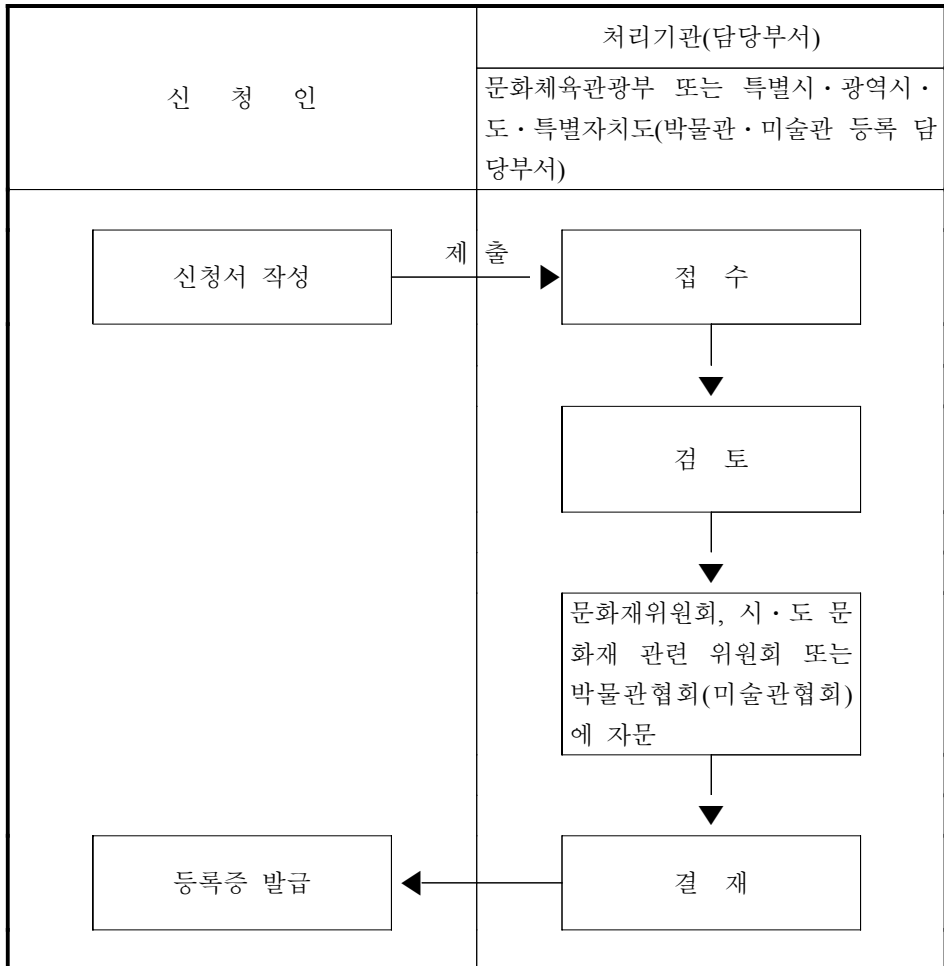 신 청 인
처리기관(담당부서)
문화체육관광부 또는 특별시·광역시·
도·특별자치도(박물관·미술관 등록 담
당부서)
신청서 작성
제 출
접 수
검 토
문화재위원회, 시·도 문
화재 관련 위원회 또는
박물관협회(미술관협회)
에 자문
등록증 발급
결 재